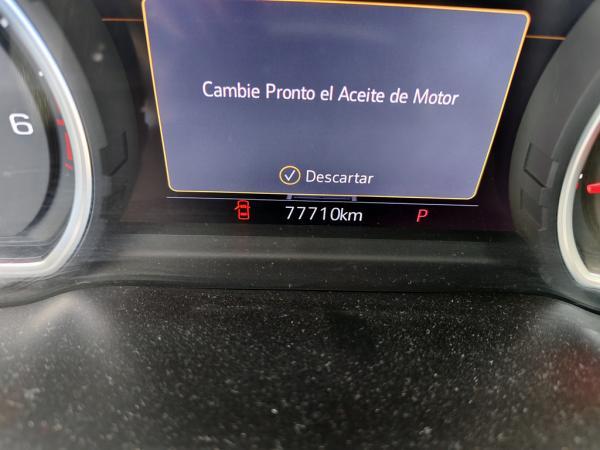 Cambie Pronto el Aceite de Motor
Descartar
6
77710km
P